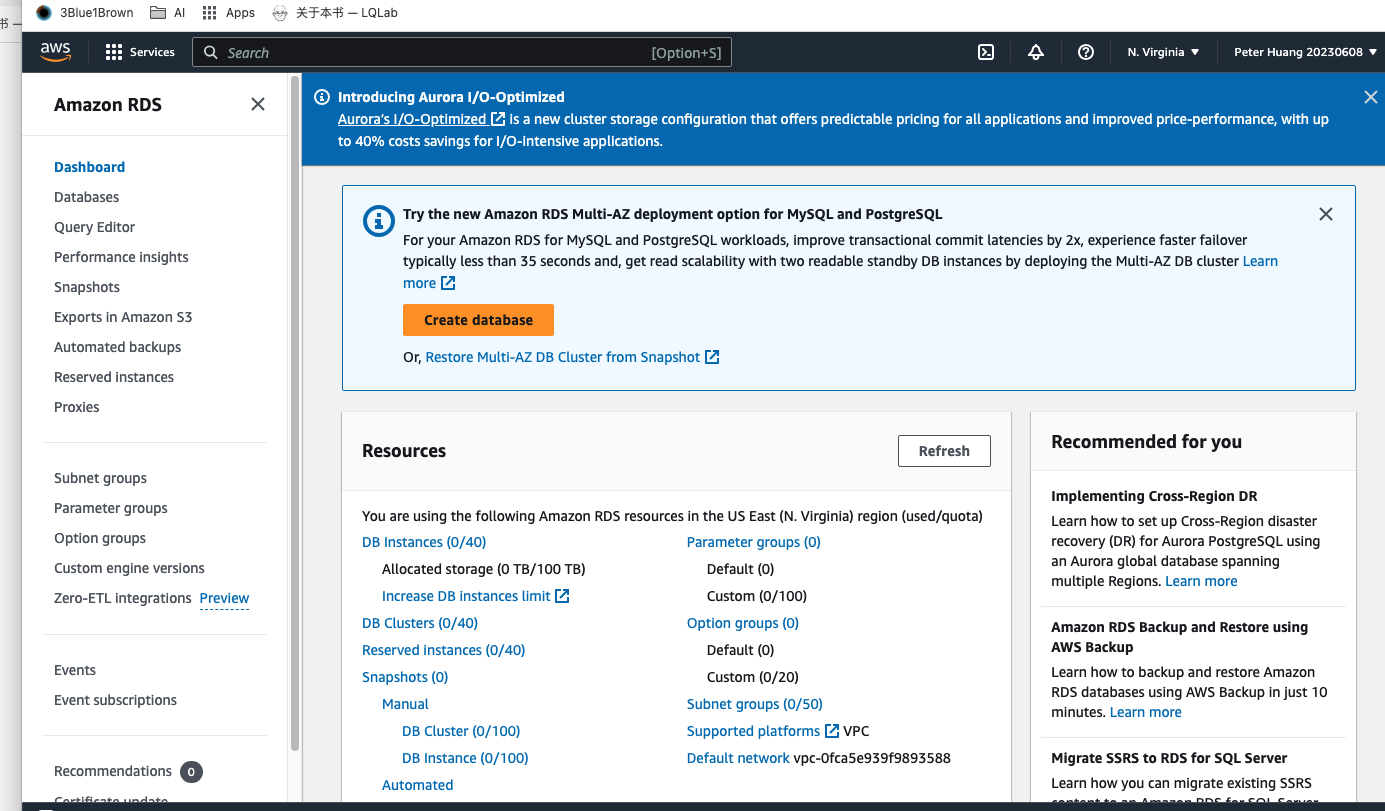 书 —
3Blue1Brown AI Apps 关于本书 — LQLab
aws Services Search [Option+S] N. Virginia Peter Huang 20230608
Amazon RDS
Dashboard
Databases
Query Editor
Performance insights
Snapshots
Exports in Amazon S3
Automated backups
Reserved instances
Proxies
Subnet groups
Parameter groups
Option groups
Custom engine versions
Zero-ETL integrations Preview
Events
Event subscriptions
Recommendations 0
Certificate update
Introducing Aurora I/O-Optimized
Aurora's I/O-Optimized is a new cluster storage configuration that offers predictable pricing for all applications and improved price-performance, with up
to 40% costs savings for I/O-intensive applications.
Try the new Amazon RDS Multi-AZ deployment option for MySQL and PostgreSQL
For your Amazon RDS for MySQL and PostgreSQL workloads, improve transactional commit latencies by 2x, experience faster failover
typically less than 35 seconds and, get read scalability with two readable standby DB instances by deploying the Multi-AZ DB cluster Learn
more
Create database
Or, Restore Multi-AZ DB Cluster from Snapshot
Resources
Refresh
You are using the following Amazon RDS resources in the US East (N. Virginia) region (used/quota)
DB Instances (0/40)
Allocated storage (0 TB/100 TB)
Increase DB instances limit
DB Clusters (0/40)
Reserved instances (0/40)
Snapshots (0)
Manual
DB Cluster (0/100)
DB Instance (0/100)
Automated
Parameter groups (0)
Default (0)
Custom (0/100)
Option groups (0)
Default (0)
Custom (0/20)
Subnet groups (0/50)
Supported platforms VPC
Default network vpc-0fca5e939f9893588
Recommended for you
Implementing Cross-Region DR
Learn how to set up Cross-Region disaster
recovery (DR) for Aurora PostgreSQL using
an Aurora global database spanning
multiple Regions. Learn more
Amazon RDS Backup and Restore using
AWS Backup
Learn how to backup and restore Amazon
RDS databases using AWS Backup in just 10
minutes. Learn more
Migrate SSRS to RDS for SQL Server
Learn how you can migrate existing SSRS
content to an Amazon RDS for SQL Server